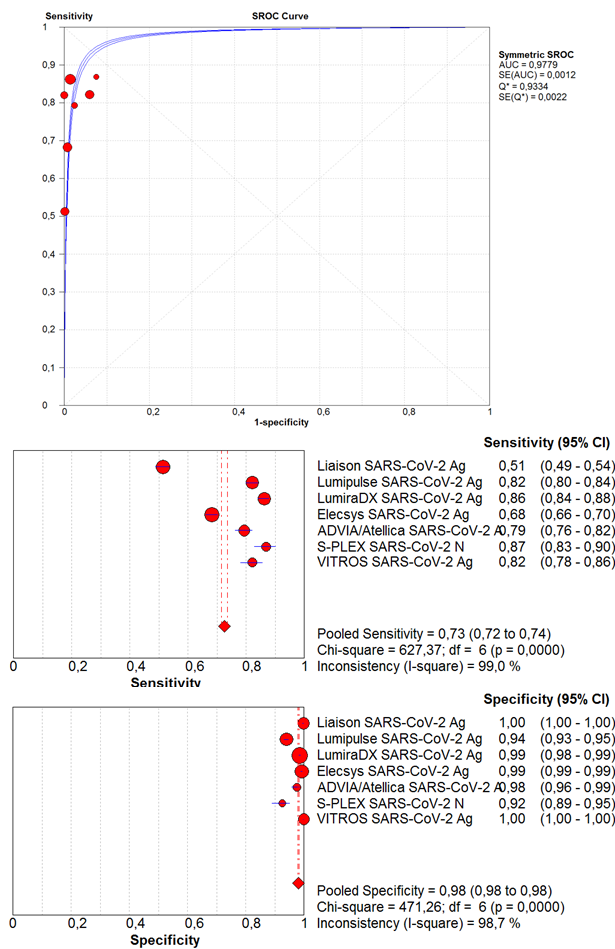 Sensitivity
SROC Curve
1
0,9
0,8
0,7
0,6
0,5
0,4
0,3
0,2
0,1
0
0 0,2 0,4 0,6 0,8 1
1-specificity
Symmetric SROC
AUC = 0,9779
SE(AUC) = 0,0012
Q* = 0,9334
SE(Q*) = 0,0022
Sensitivity (95% CI)
Liaison SARS-CoV-2 Ag 0,51 (0,49 - 0,54)
Lumipulse SARS-CoV-2 Ag 0,82 (0,80 - 0,84)
LumiraDX SARS-CoV-2 Ag 0,86 (0,84 - 0,88)
Elecsys SARS-CoV-2 Ag 0,68 (0,66 - 0,70)
ADVIA/Atellica SARS-CoV-2 A 0,79 (0,76 - 0,82)
S-PLEX SARS-CoV-2 N 0,87 (0,83 - 0,90)
VITROS SARS-CoV-2 Ag 0,82 (0,78 - 0,86)
Pooled Sensitivity = 0,73 (0,72 to 0,74)
Chi-square = 627,37; df = 6 (p = 0,0000)
Inconsistency (I-square) = 99,0 %
0 0,2 0,4 0,6 0,8 1
Sensitivity
Specificity (95% CI)
Liaison SARS-CoV-2 Ag 1,00 (1,00 - 1,00)
Lumipulse SARS-CoV-2 Ag 0,94 (0,93 - 0,95)
LumiraDX SARS-CoV-2 Ag 0,99 (0,98 - 0,99)
Elecsys SARS-CoV-2 Ag 0,99 (0,99 - 0,99)
ADVIA/Atellica SARS-CoV-2 A 0,98 (0,96 - 0,99)
S-PLEX SARS-CoV-2 N 0,92 (0,89 - 0,95)
VITROS SARS-CoV-2 Ag 1,00 (1,00 - 1,00)
Pooled Specificity = 0,98 (0,98 to 0,98)
Chi-square = 471,26; df = 6 (p = 0,0000)
Inconsistency (I-square) = 98,7 %
0 0,2 0,4 0,6 0,8 1
Specificity